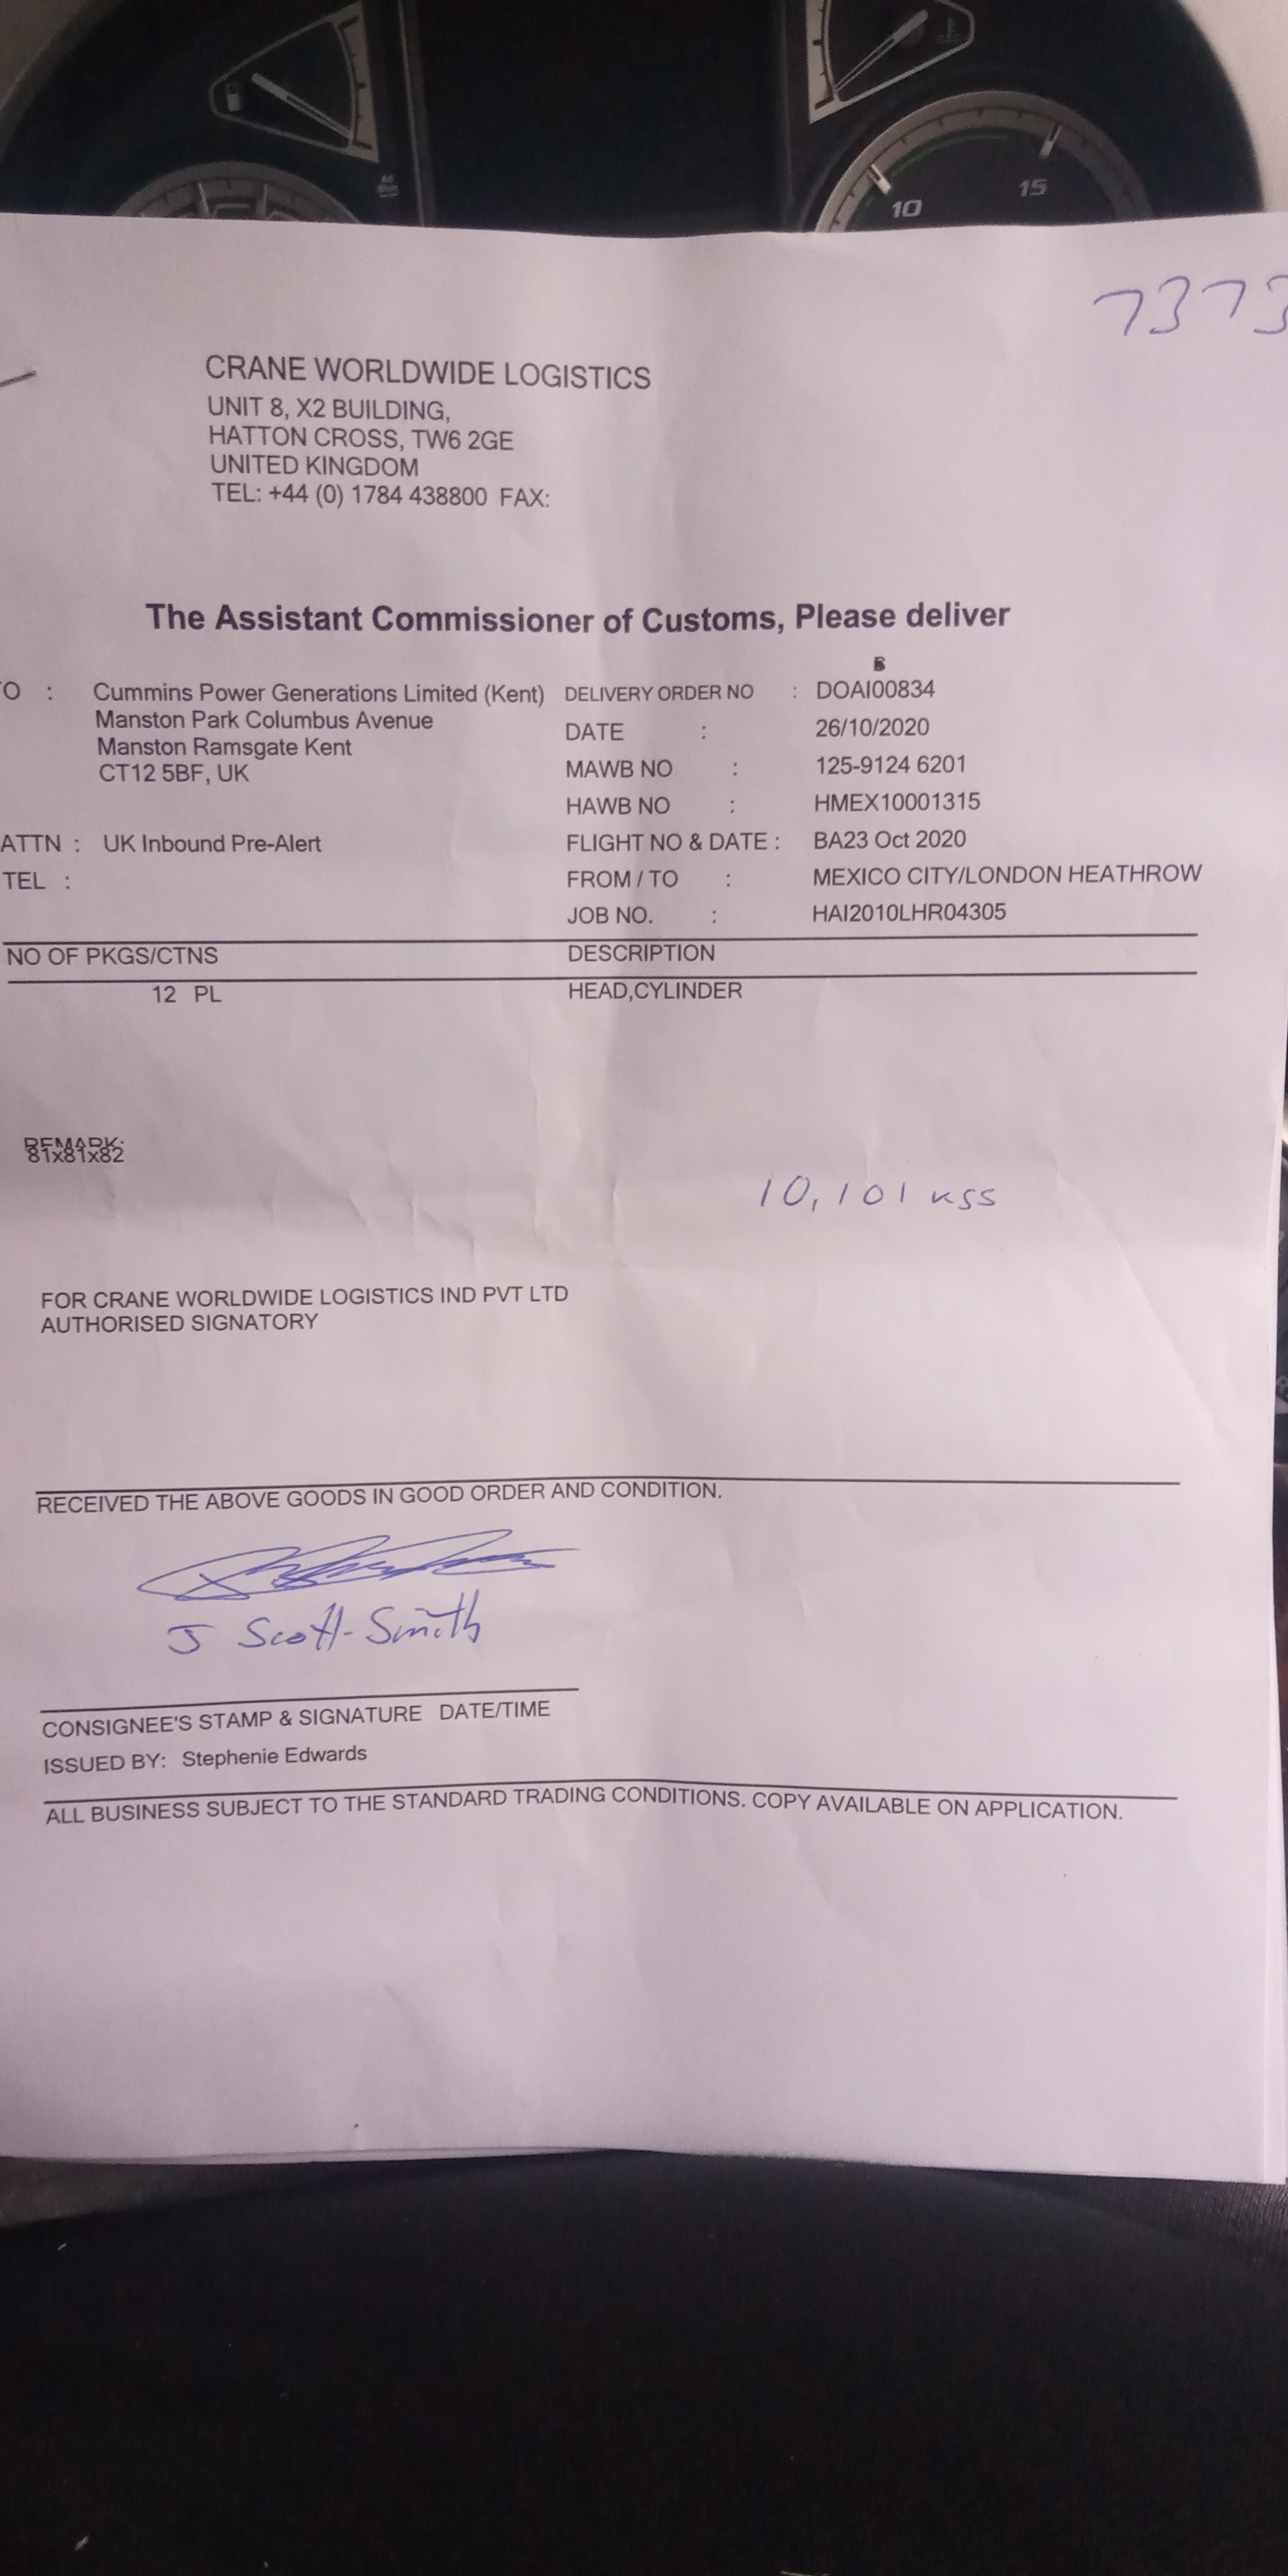 10 15
7373
CRANE WORLDWIDE LOGISTICS
UNIT 8, X2 BUILDING,
HATTON CROSS, TW6 2GE
UNITED KINGDOM
TEL: +44 (0) 1784 438800 FAX:
The Assistant Commissioner of Customs, Please deliver
O : Cummins Power Generations Limited (Kent) DELIVERY ORDER NO : DOAI00834
Manston Park Columbus Avenue DATE : 26/10/2020
Manston Ramsgate Kent MAWB NO : 125-9124 6201
CT12 5BF, UK
HAWB NO : HMEX10001315
ATTN : UK Inbound Pre-Alert FLIGHT NO & DATE : BA23 Oct 2020
TEL : FROM / TO : MEXICO CITY/LONDON HEATHROW
JOB NO. : HAI2010LHR04305
NO OF PKGS/CTNS DESCRIPTION
12 PL HEAD,CYLINDER
REMARK:
81x81x82
10,101 KGS
FOR CRANE WORLDWIDE LOGISTICS IND PVT LTD
AUTHORISED SIGNATORY
RECEIVED THE ABOVE GOODS IN GOOD ORDER AND CONDITION.
J Scott-Smith
CONSIGNEE'S STAMP & SIGNATURE DATE/TIME
ISSUED BY: Stephenie Edwards
ALL BUSINESS SUBJECT TO THE STANDARD TRADING CONDITIONS. COPY AVAILABLE ON APPLICATION.